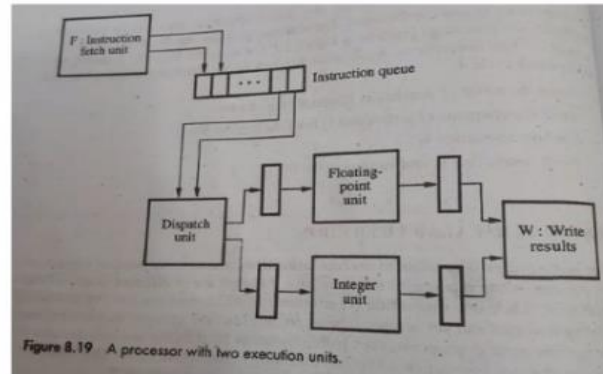 F : Instruction
fetch unit
Instruction queue
Dispatch
unit
Floating-
point
unit
Integer
unit
W : Write
results
Figure 8.19 A processor with two execution units.